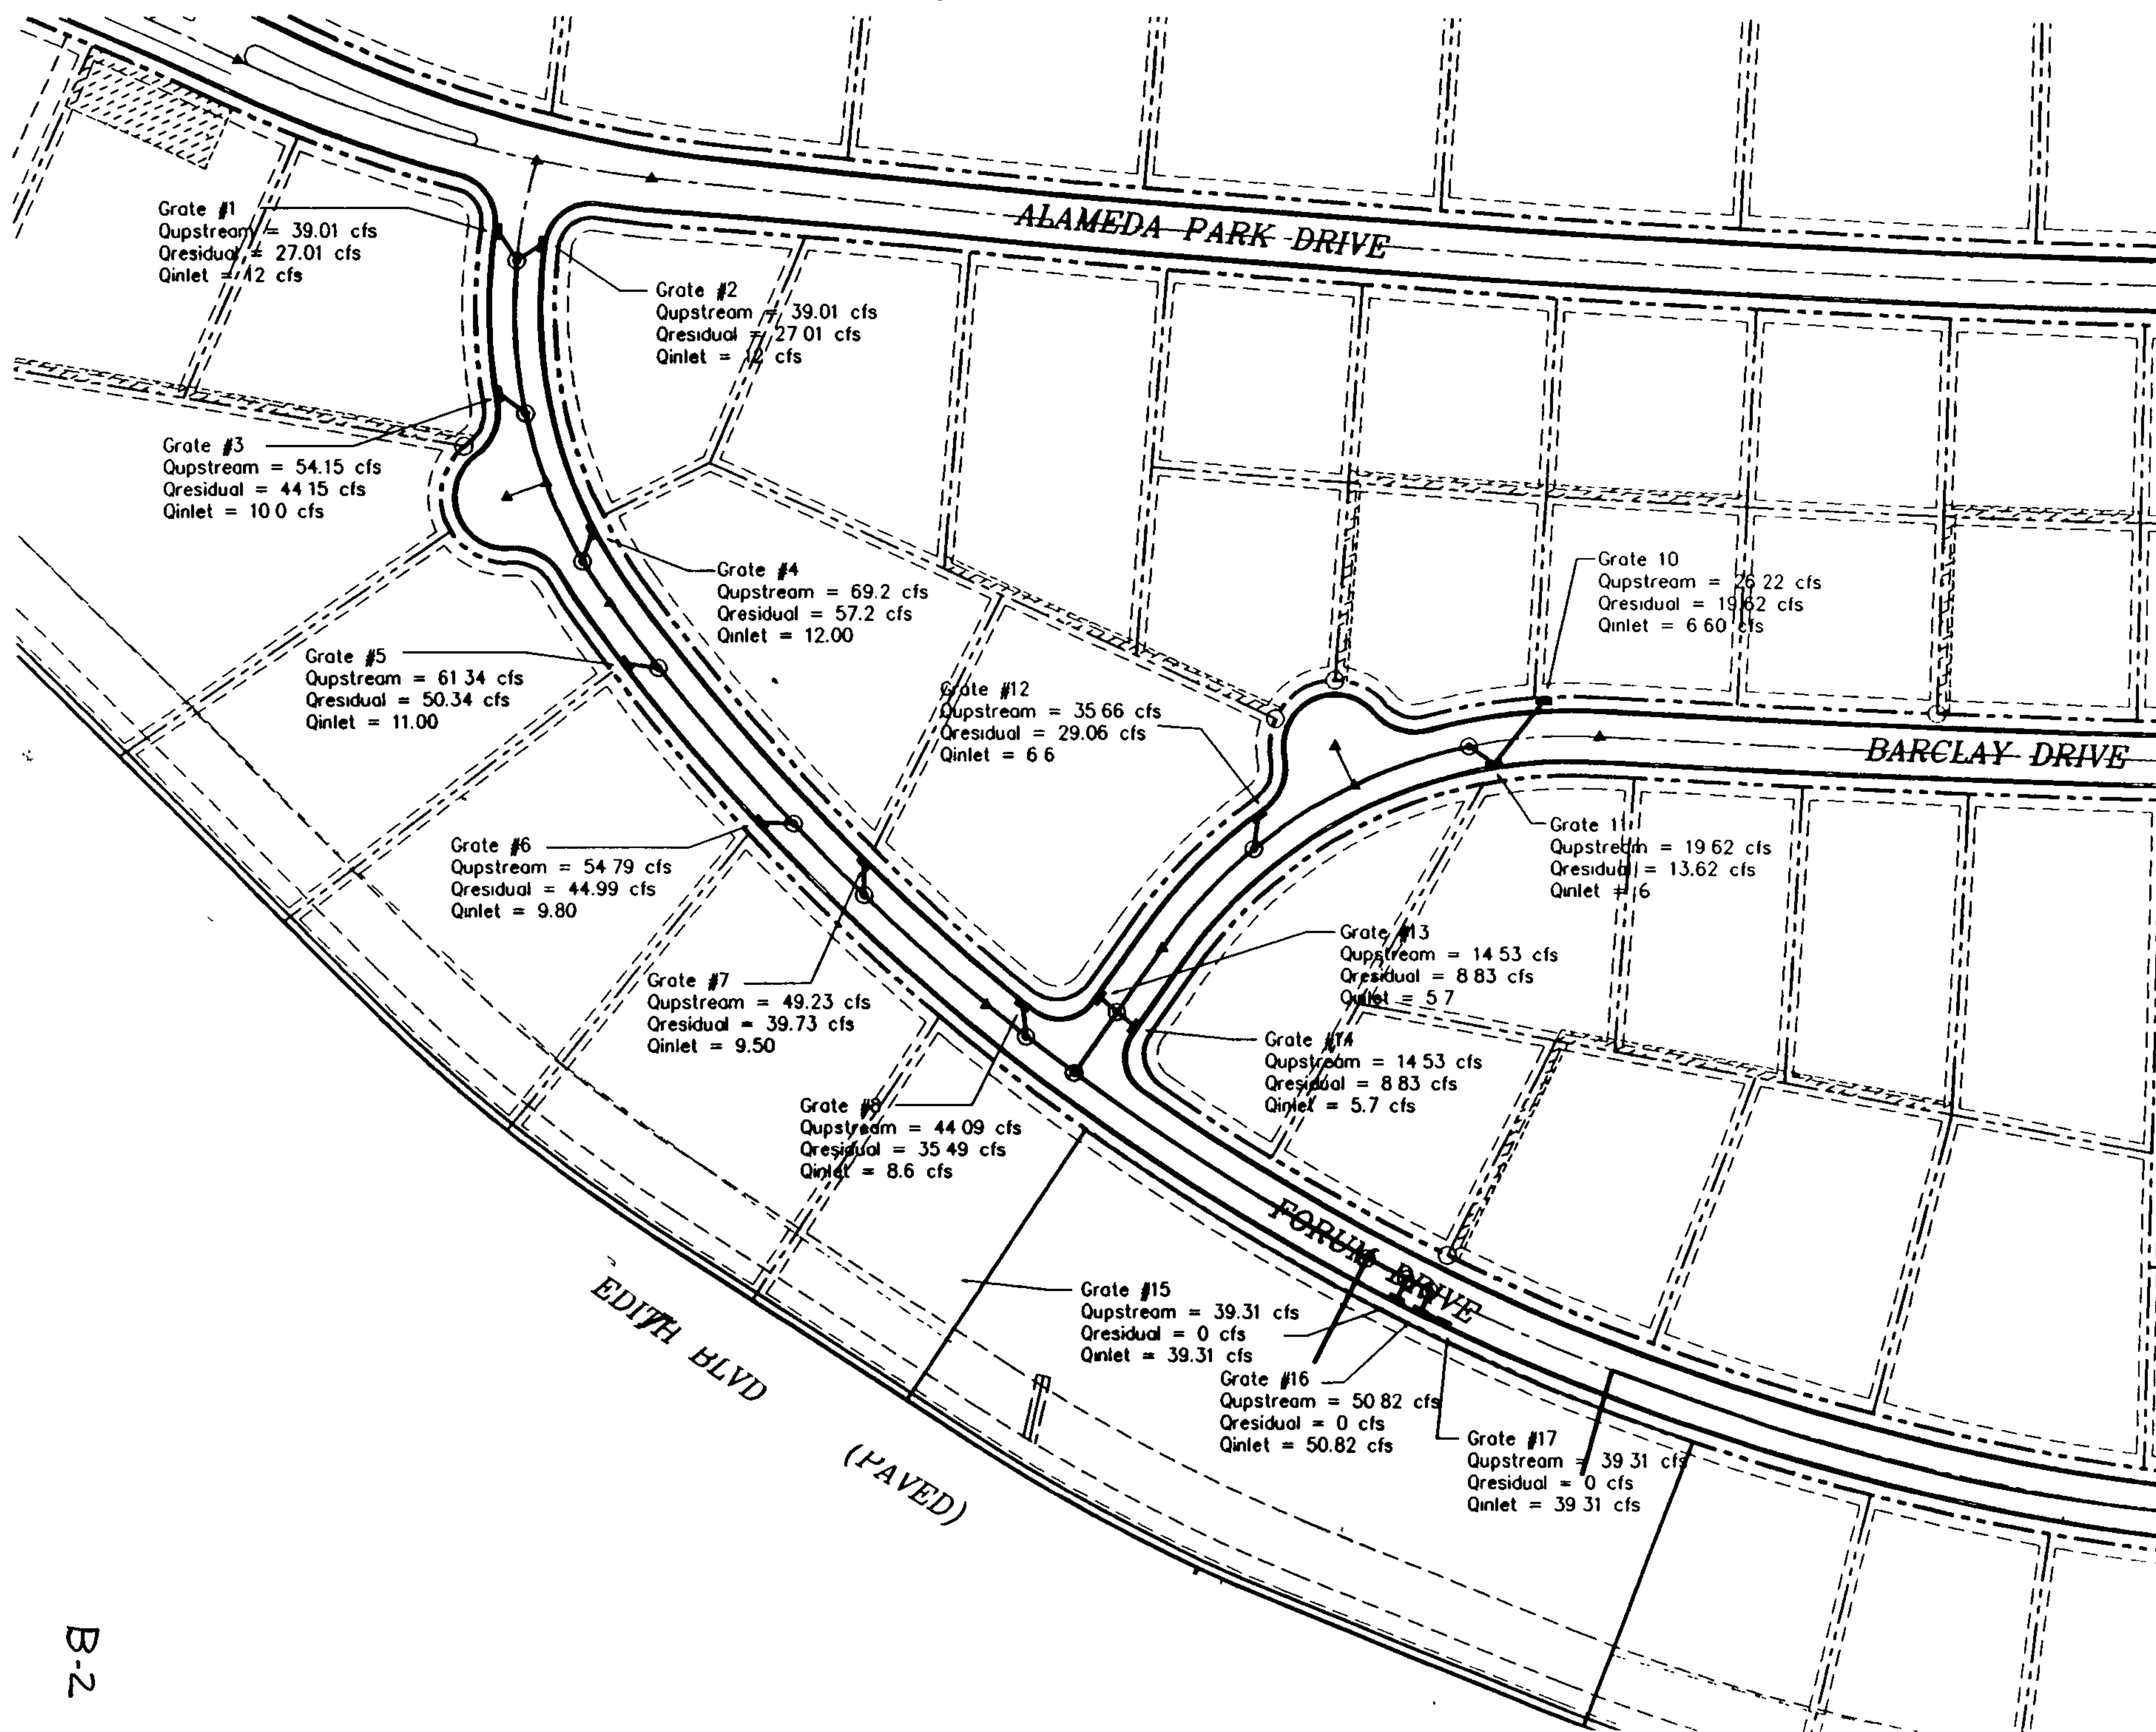 ALAMEDA PARK DRIVE
Grate #1
Qupstream = 39.01 cfs
Qresidual = 27.01 cfs
Qinlet = 12 cfs
Grate #2
Qupstream = 39.01 cfs
Qresidual = 27 01 cfs
Qinlet = 12 cfs
Grate #3
Qupstream = 54.15 cfs
Qresidual = 44 15 cfs
Qinlet = 10 0 cfs
Grate #4
Qupstream = 69.2 cfs
Qresidual = 57.2 cfs
Qinlet = 12.00
Grate 10
Qupstream = 26 22 cfs
Qresidual = 19 62 cfs
Qinlet = 6 60 cfs
Grate #5
Qupstream = 61 34 cfs
Qresidual = 50.34 cfs
Qinlet = 11.00
Grate #12
Qupstream = 35 66 cfs
Qresidual = 29.06 cfs
Qinlet = 6 6
BARCLAY DRIVE
Grate #6
Qupstream = 54 79 cfs
Qresidual = 44.99 cfs
Qinlet = 9.80
Grate 11
Qupstream = 19 62 cfs
Qresidual = 13.62 cfs
Qinlet = 6
Grate #13
Qupstream = 14 53 cfs
Qresidual = 8 83 cfs
Qinlet = 5 7
Grate #7
Qupstream = 49.23 cfs
Qresidual = 39.73 cfs
Qinlet = 9.50
Grate #14
Qupstream = 14 53 cfs
Qresidual = 8 83 cfs
Qinlet = 5.7 cfs
Grate #8
Qupstream = 44 09 cfs
Qresidual = 35 49 cfs
Qinlet = 8.6 cfs
FORUM DRIVE
Grate #15
Qupstream = 39.31 cfs
Qresidual = 0 cfs
Qinlet = 39.31 cfs
Grate #16
Qupstream = 50 82 cfs
Qresidual = 0 cfs
Qinlet = 50.82 cfs
Grate #17
Qupstream = 39 31 cfs
Qresidual = 0 cfs
Qinlet = 39 31 cfs
EDITH BLVD
(PAVED)
B-2